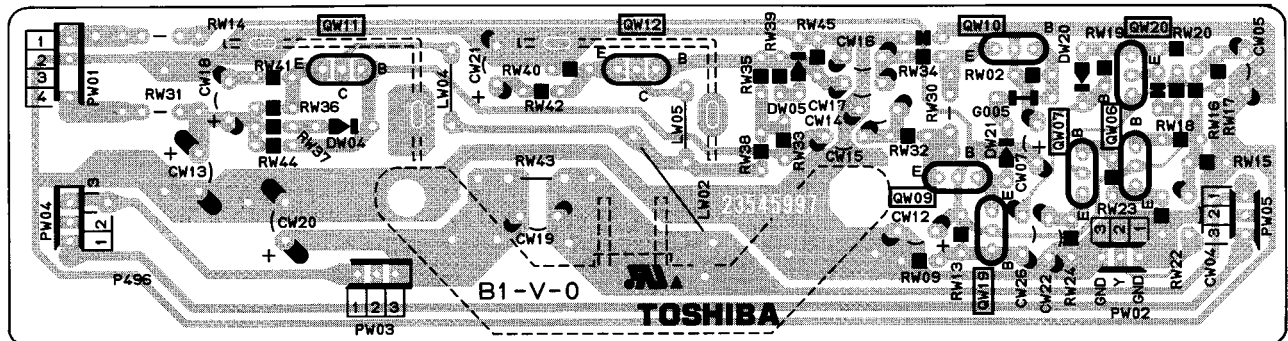 RW14
QW11
QW12
RW39
RW45
QW10
B
DW20
RW19
QW20
RW20
CW05
1
2
3
4
PW01
CW18
RW41
E
B
C
LW04
CW21
RW40
RW42
E
B
C
RW35
CW16
RW34
E
RW02
E
B
RW31
RW36
DW04
RW37
RW44
LW05
DW05
CW17
CW14
RW30
G005
DW21
QW07
B
QW06
B
RW16
RW17
RW18
CW13
RW43
RW38
RW33
CW15
RW32
B
E
CW07
RW15
PW04
3
2
1
CW20
CW19
LW02
23545997
QW09
CW12
E
B
E
E
RW23
3
2
1
3
2
1
PW05
P496
1
2
3
PW03
B1-V-0
TOSHIBA
RW09
RW13
QW19
CW26
CW22
RW24
GND
Y
GND
PW02
RW22
CW04